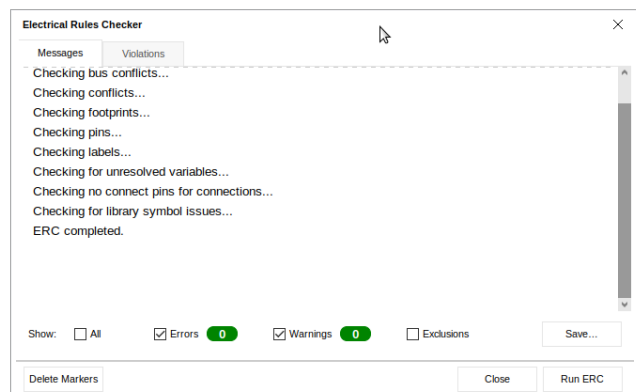 Electrical Rules Checker
Messages Violations
Checking bus conflicts...
Checking conflicts...
Checking footprints...
Checking pins...
Checking labels...
Checking for unresolved variables...
Checking no connect pins for connections...
Checking for library symbol issues...
ERC completed.
Show: All Errors 0 Warnings 0 Exclusions Save...
Delete Markers Close Run ERC